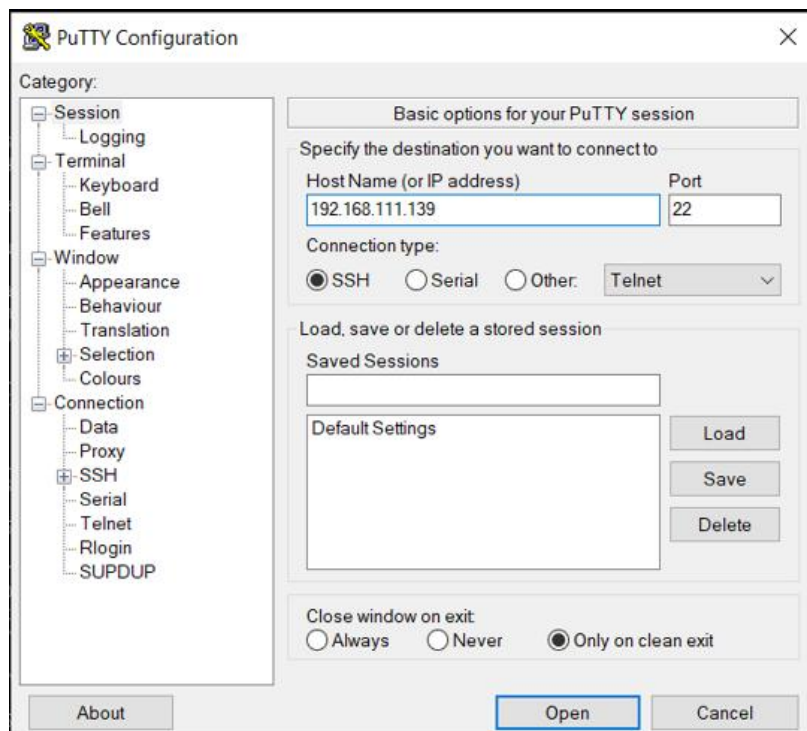 PuTTY Configuration
Category:
Session
Logging
Terminal
Keyboard
Bell
Features
Window
Appearance
Behaviour
Translation
Selection
Colours
Connection
Data
Proxy
SSH
Serial
Telnet
Rlogin
SUPDUP
Basic options for your PuTTY session
Specify the destination you want to connect to
Host Name (or IP address) Port
192.168.111.139 22
Connection type:
SSH Serial Other: Telnet
Load, save or delete a stored session
Saved Sessions
Default Settings
Load
Save
Delete
Close window on exit:
Always Never Only on clean exit
About Open Cancel